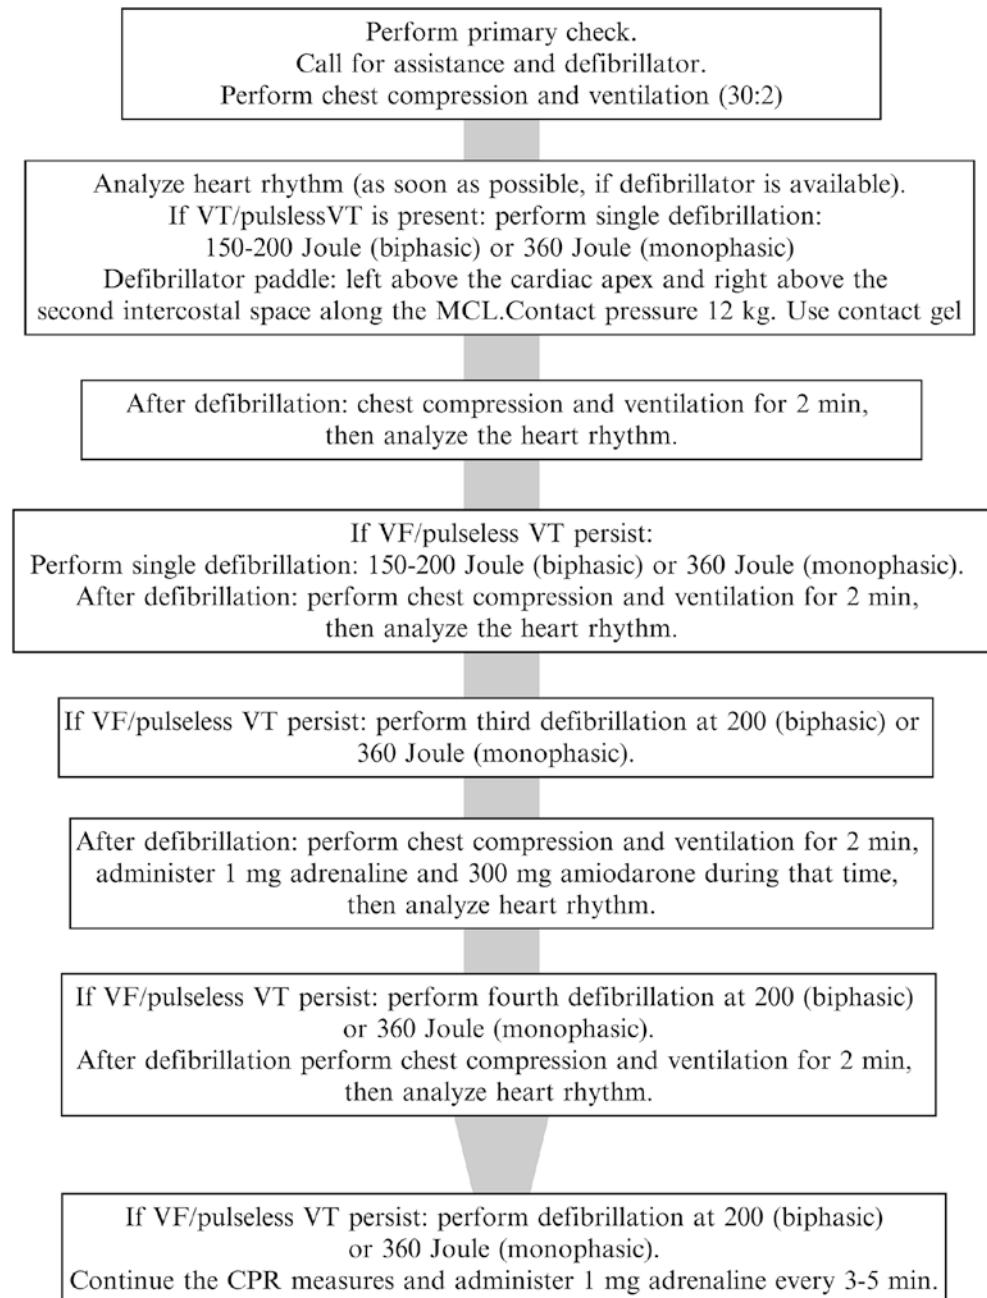 Perform primary check.
Call for assistance and defibrillator.
Perform chest compression and ventilation (30:2)
Analyze heart rhythm (as soon as possible, if defibrillator is available).
If VT/pulslessVT is present: perform single defibrillation:
150-200 Joule (biphasic) or 360 Joule (monophasic)
Defibrillator paddle: left above the cardiac apex and right above the
second intercostal space along the MCL.Contact pressure 12 kg. Use contact gel
After defibrillation: chest compression and ventilation for 2 min,
then analyze the heart rhythm.
If VF/pulseless VT persist:
Perform single defibrillation: 150-200 Joule (biphasic) or 360 Joule (monophasic).
After defibrillation: perform chest compression and ventilation for 2 min,
then analyze the heart rhythm.
If VF/pulseless VT persist: perform third defibrillation at 200 (biphasic) or
360 Joule (monophasic).
After defibrillation: perform chest compression and ventilation for 2 min,
administer 1 mg adrenaline and 300 mg amiodarone during that time,
then analyze heart rhythm.
If VF/pulseless VT persist: perform fourth defibrillation at 200 (biphasic)
or 360 Joule (monophasic).
After defibrillation perform chest compression and ventilation for 2 min,
then analyze heart rhythm.
If VF/pulseless VT persist: perform defibrillation at 200 (biphasic)
or 360 Joule (monophasic).
Continue the CPR measures and administer 1 mg adrenaline every 3-5 min.